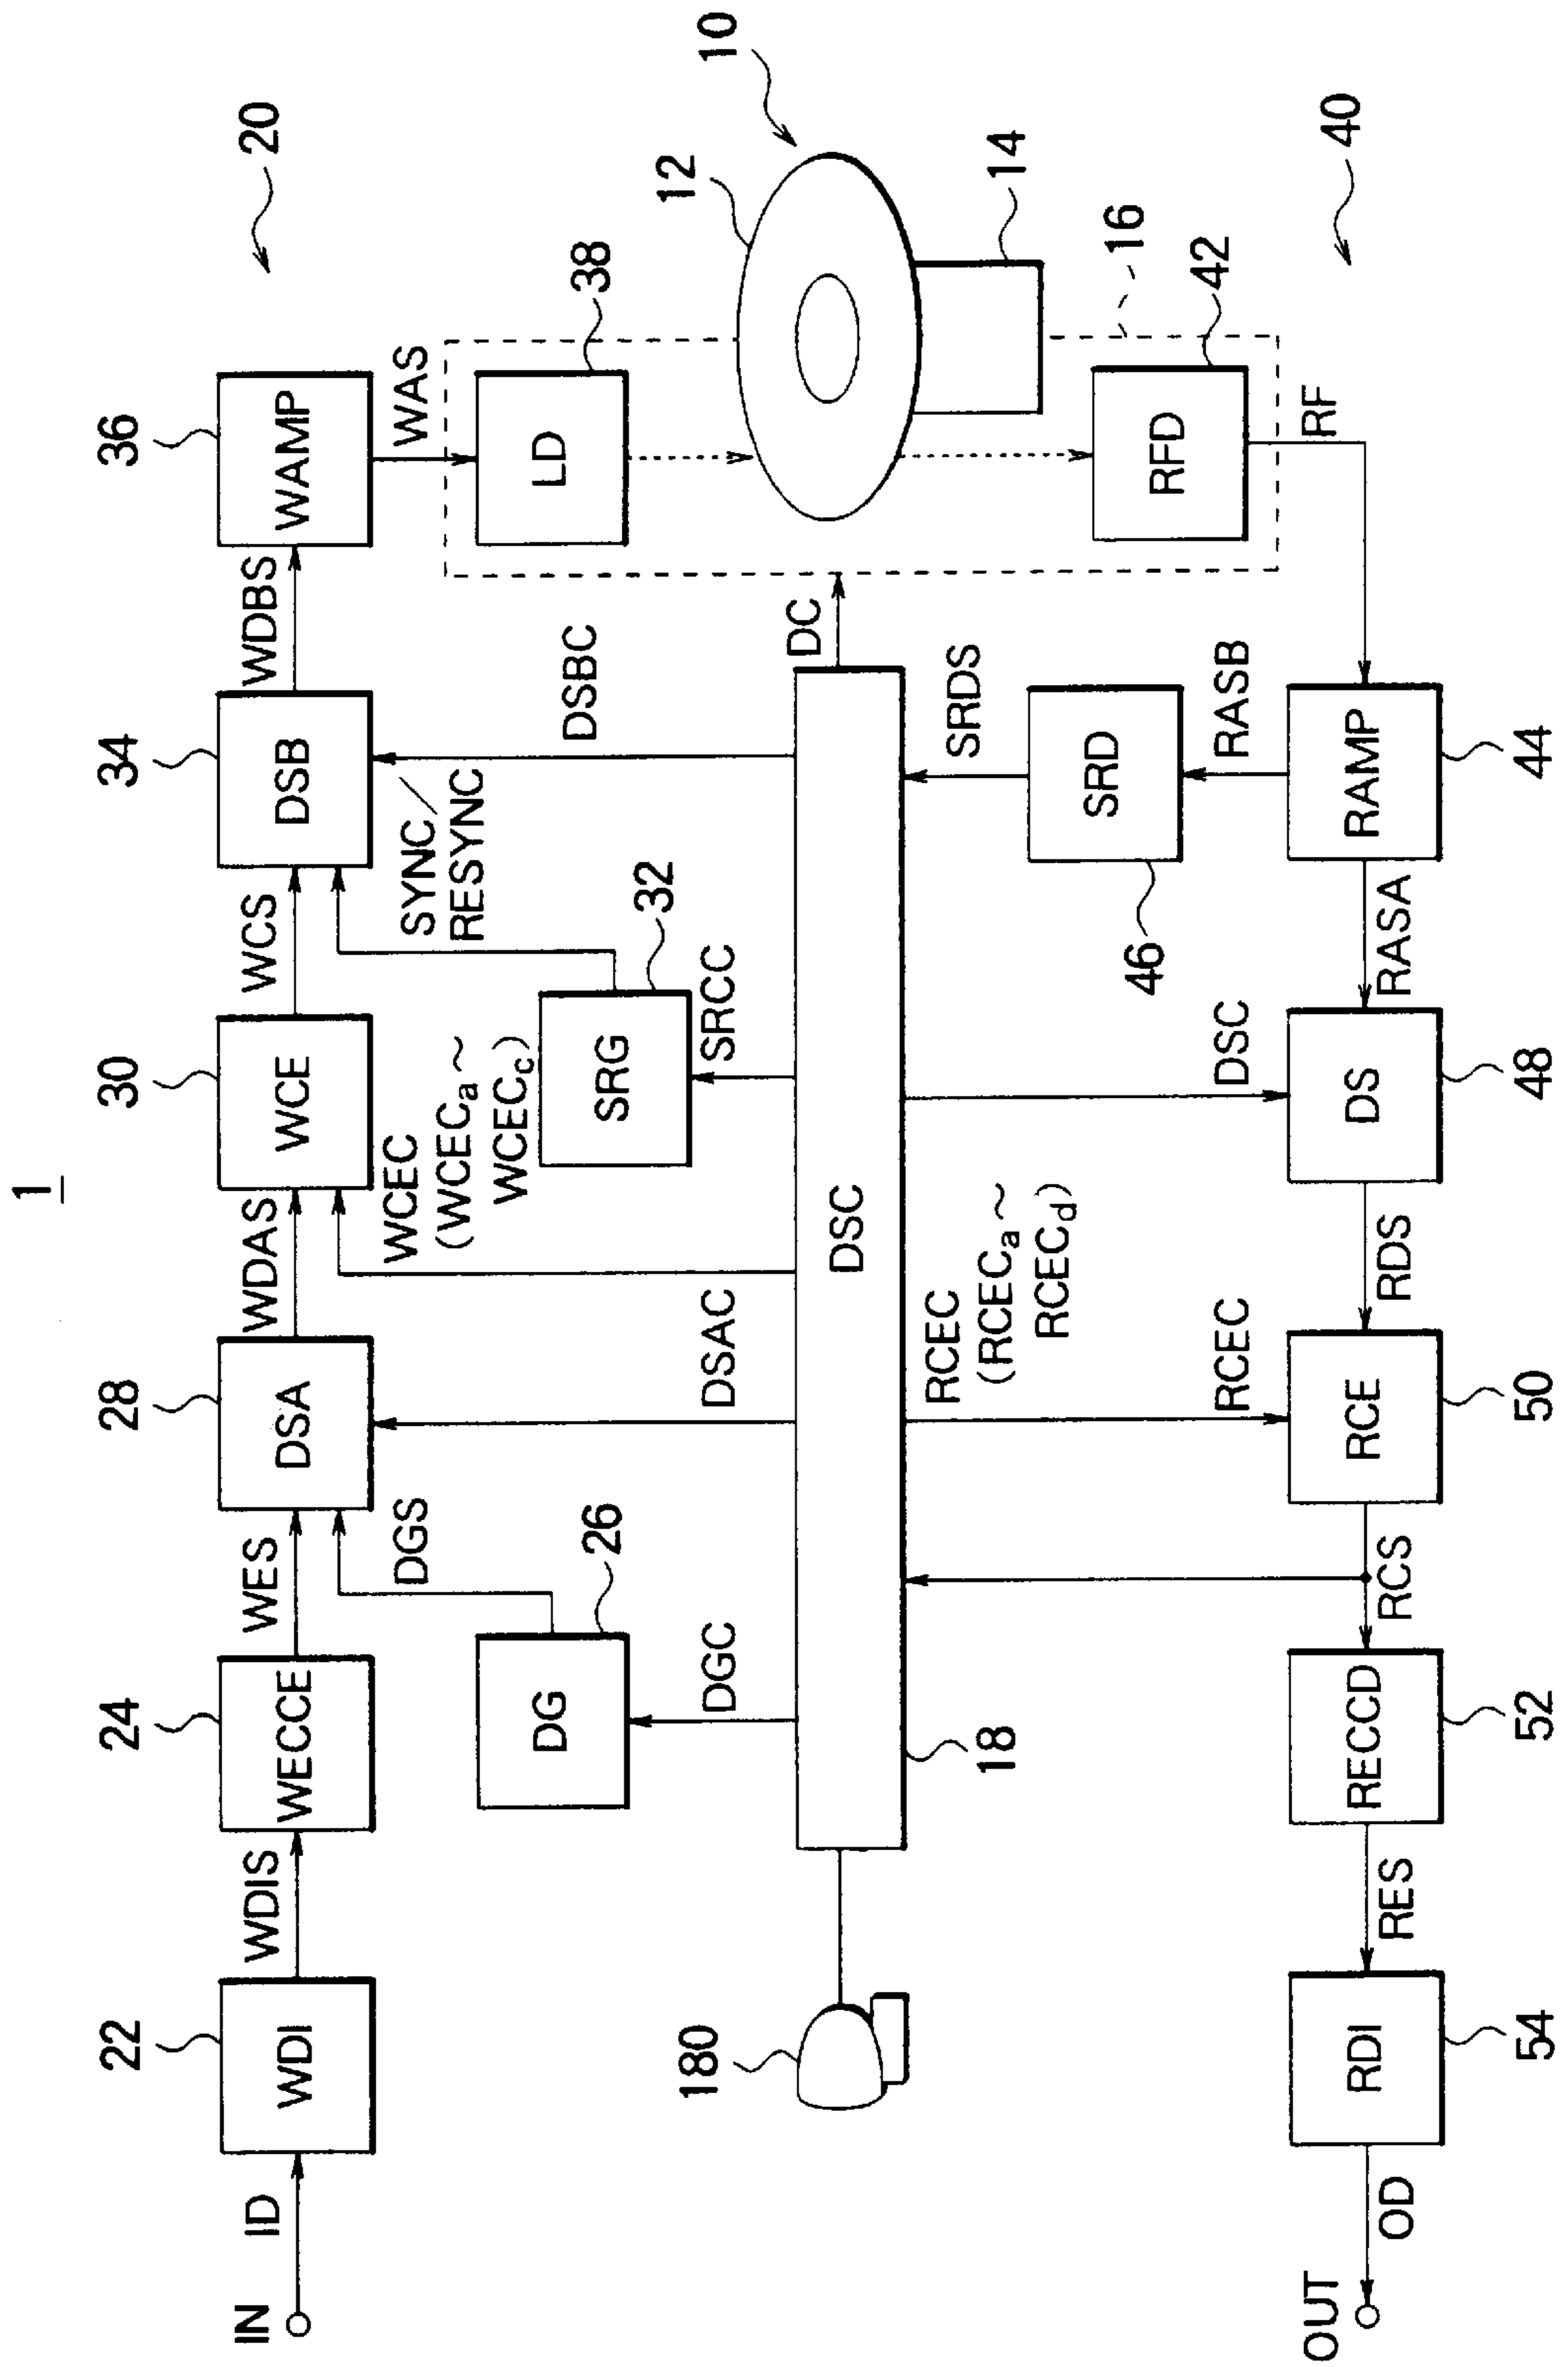 1
20
22
24
28
30
34
36
IN
ID
WDI
WDIS
WECCE
WES
DSA
WDAS
WCE
WCS
DSB
WDBS
WAMP
WAS
DGS
DG
26
DGC
DSAC
WCEC
(WCECa~
WCECc)
SRG
32
SRCC
SYNC/
RESYNC
DSBC
LD
38
12
10
180
18
DSC
DC
14
16
RCEC
(RCECa~
RCECd)
RCEC
DSC
SRD
46
SRDS
RASB
RFD
42
RF
40
OUT
OD
RDI
RES
RECCD
RCS
RCE
RDS
DS
RASA
RAMP
54
52
50
48
44